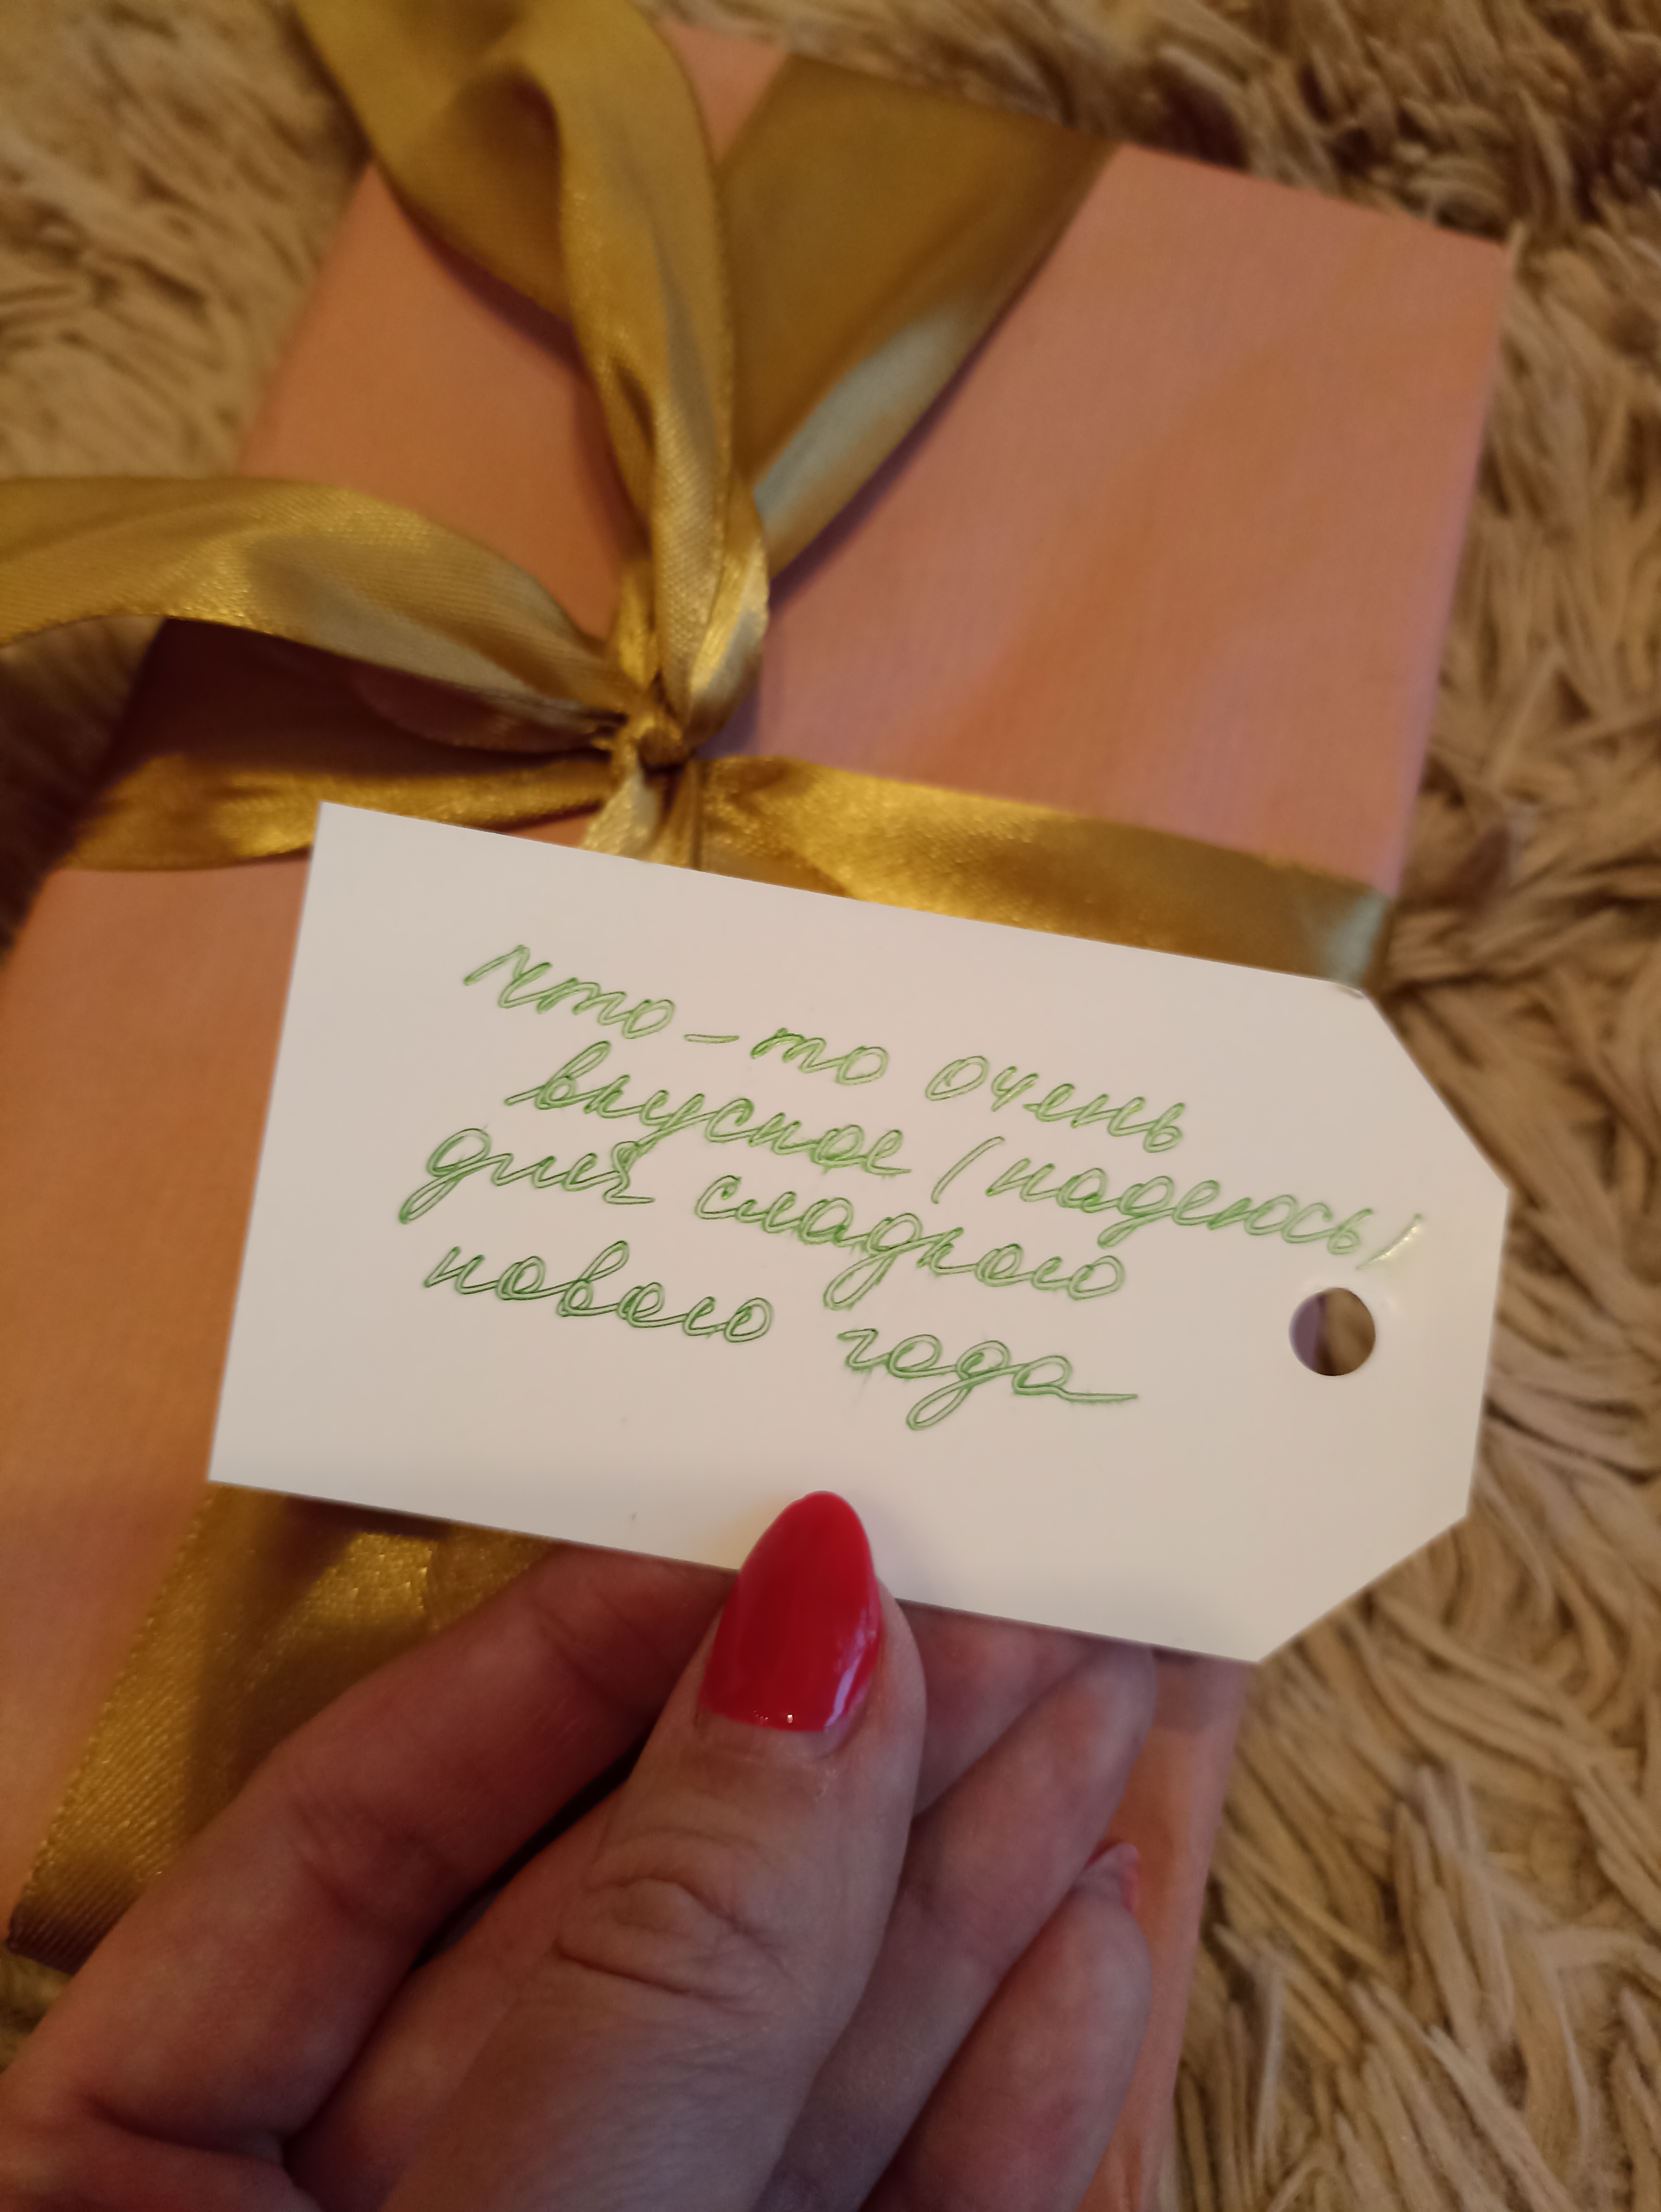 Что-то очень
вкусное (надеюсь)
для сладкого
нового года